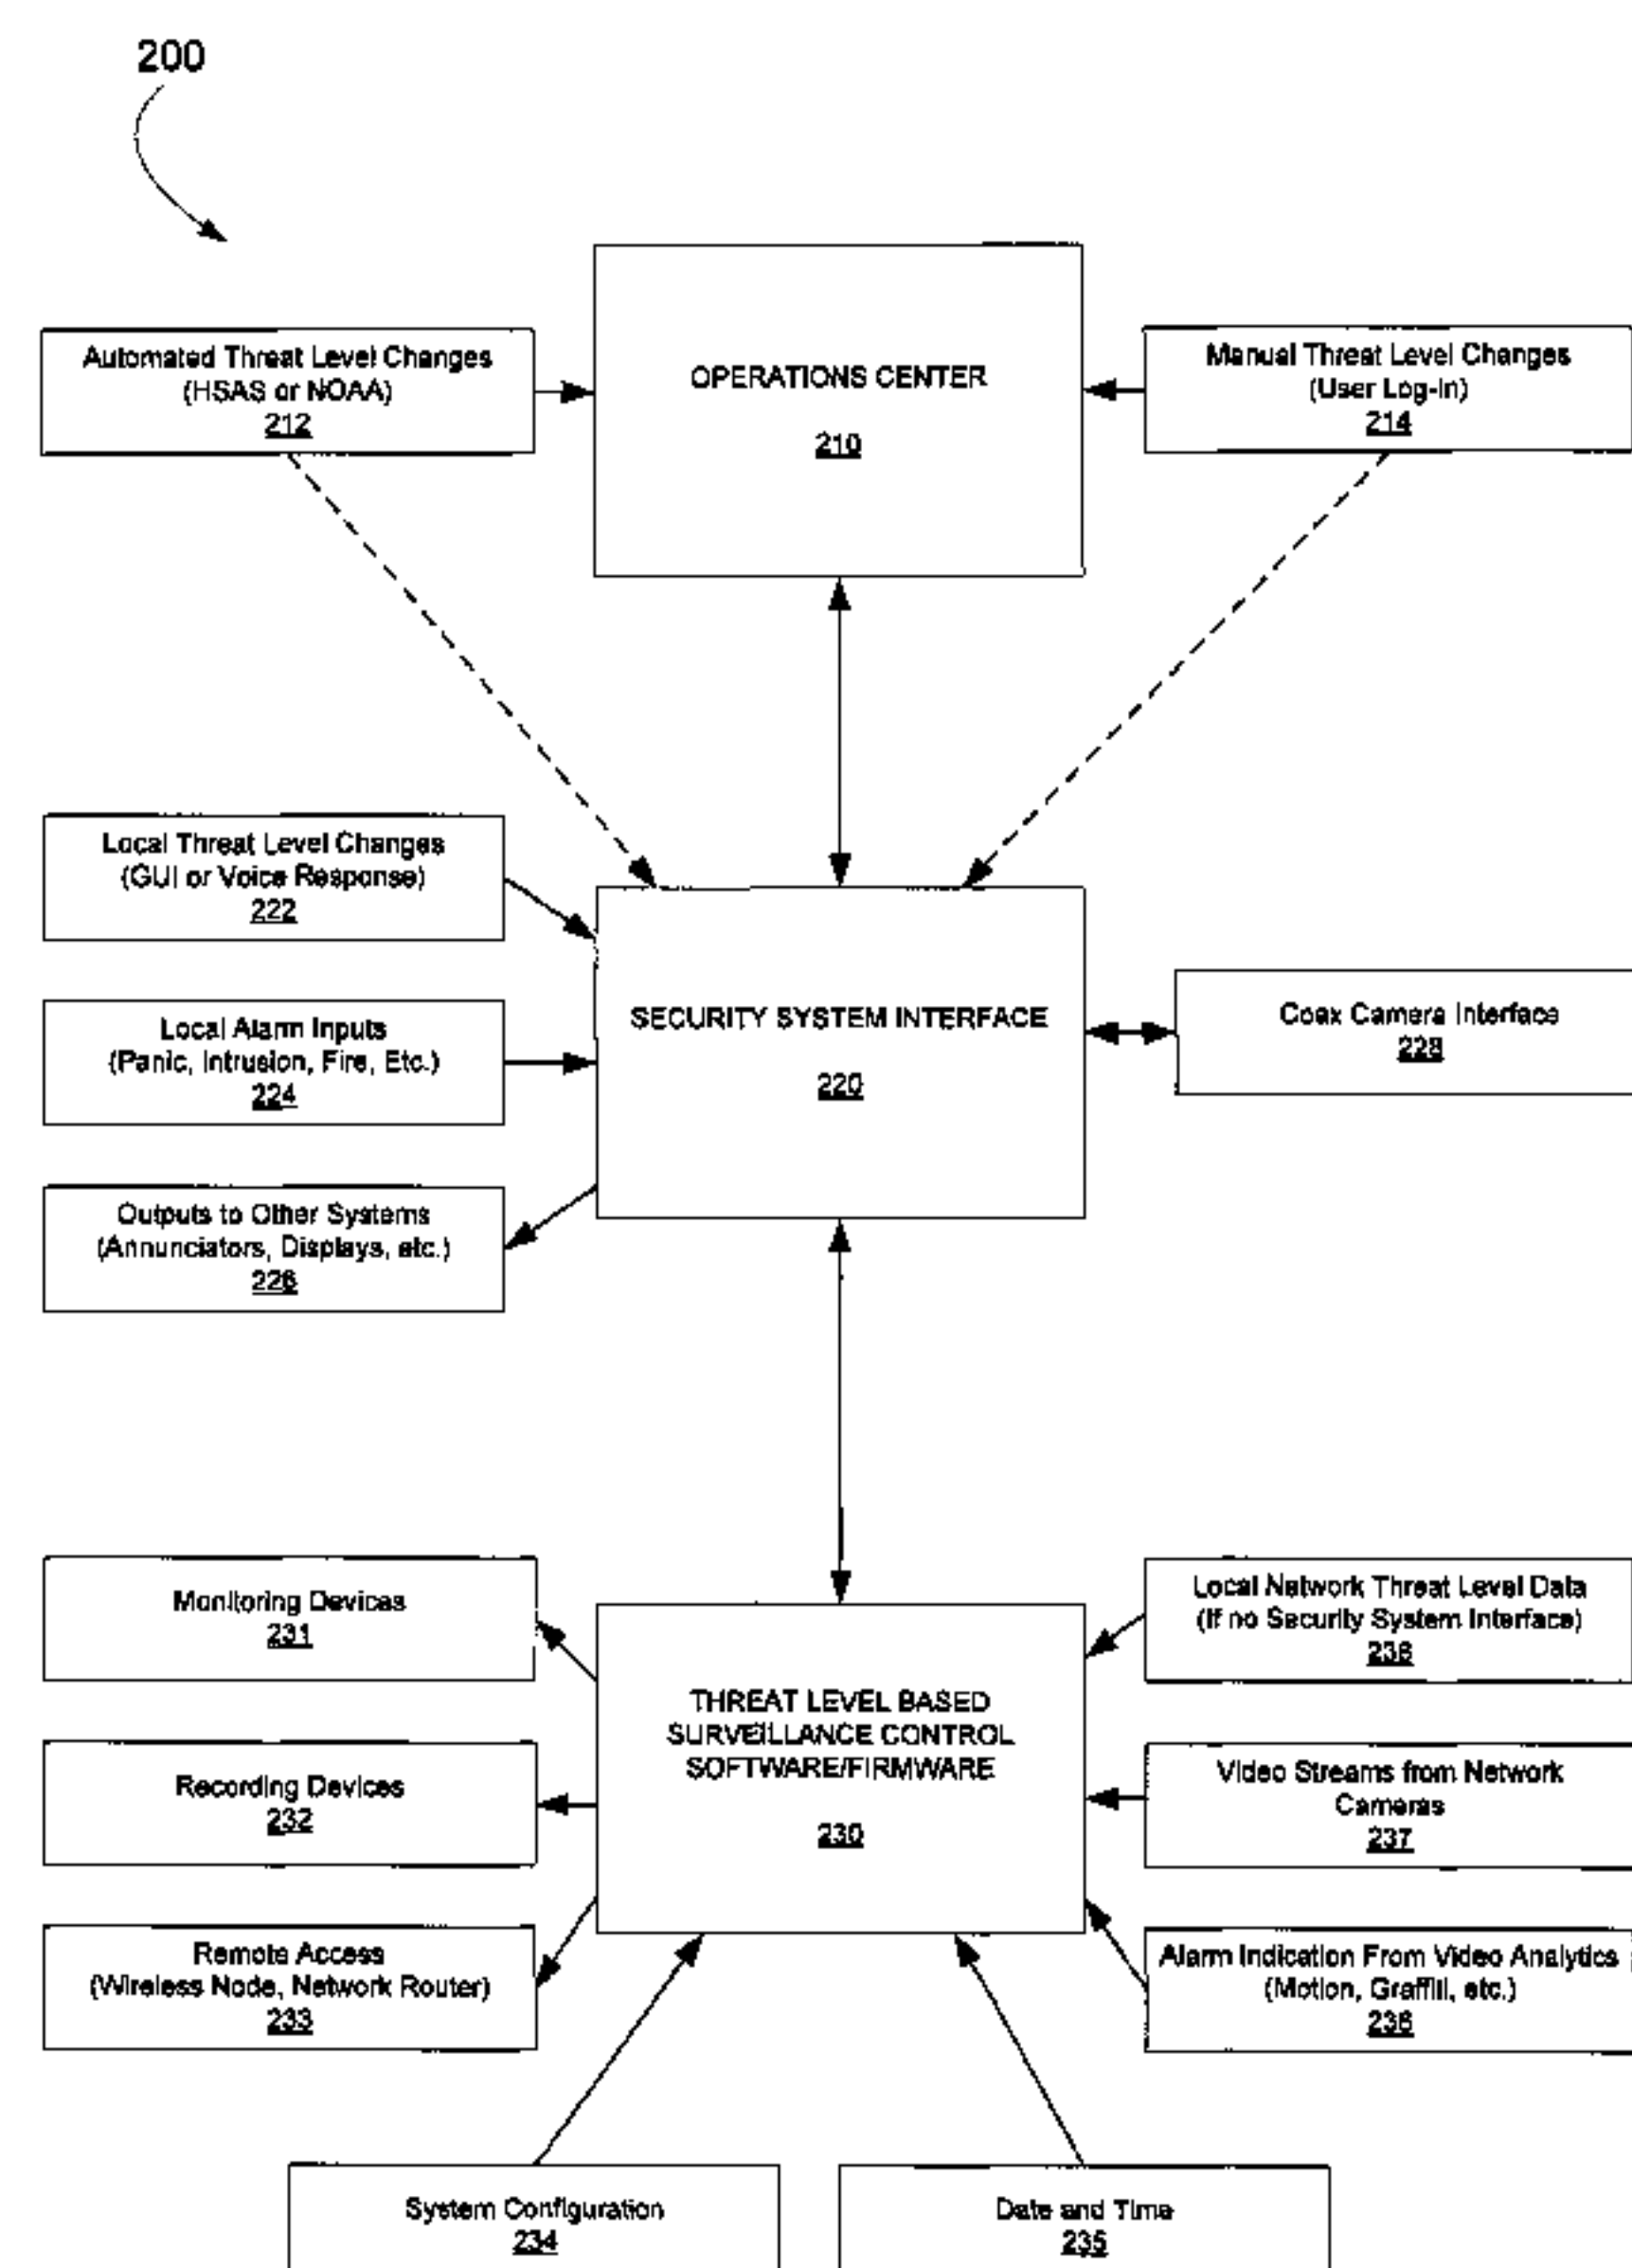 200
Automated Threat Level Changes
(HSAS or NOAA)
212
OPERATIONS CENTER
210
Manual Threat Level Changes
(User Log-In)
214
Local Threat Level Changes
(GUI or Voice Response)
222
Local Alarm Inputs
(Panic, Intrusion, Fire, Etc.)
224
Outputs to Other Systems
(Annunciators, Displays, etc.)
226
SECURITY SYSTEM INTERFACE
220
Coax Camera Interface
228
Monitoring Devices
231
Recording Devices
232
Remote Access
(Wireless Node, Network Router)
233
THREAT LEVEL BASED
SURVEILLANCE CONTROL
SOFTWARE/FIRMWARE
230
Local Network Threat Level Data
(If no Security System Interface)
236
Video Streams from Network
Cameras
237
Alarm Indication From Video Analytics
(Motion, Graffiti, etc.)
238
System Configuration
234
Date and Time
235